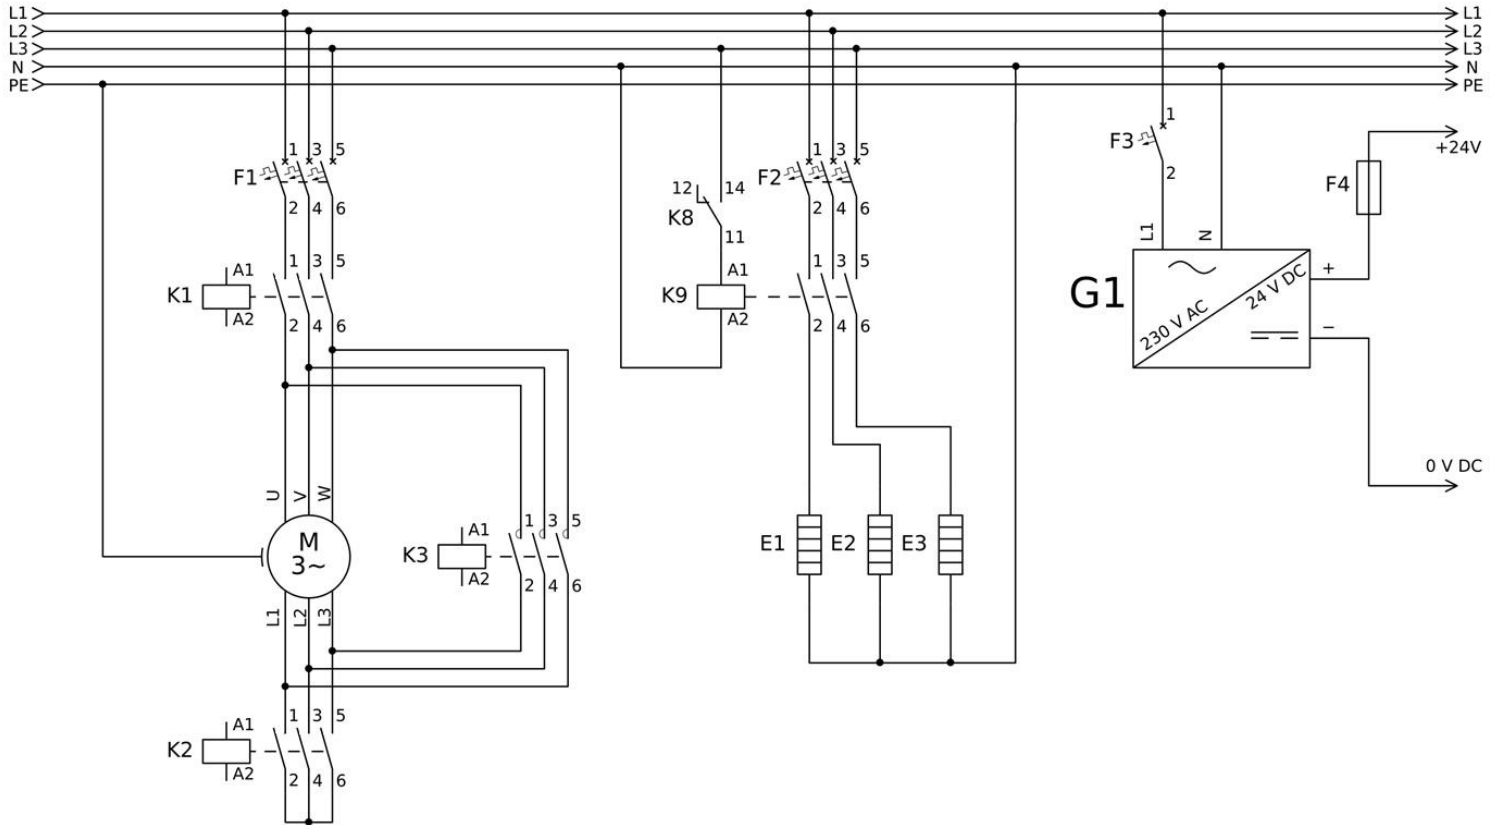 L1 L1
L2 L2
L3 L3
N N
PE PE
1 3 5
F1
2 4 6
1 3 5
A1
K1
A2
2 4 6
U V W
M
3~
L1 L2 L3
A1
K3
A2
1 3 5
2 4 6
1 3 5
A1
K2
A2
2 4 6
12 14
K8
11
A1
K9
A2
1 3 5
F2
2 4 6
1 3 5
2 4 6
E1 E2 E3
1
F3
2
L1 N
G1
230 V AC
24 V DC
+
−
F4
+24V
0 V DC